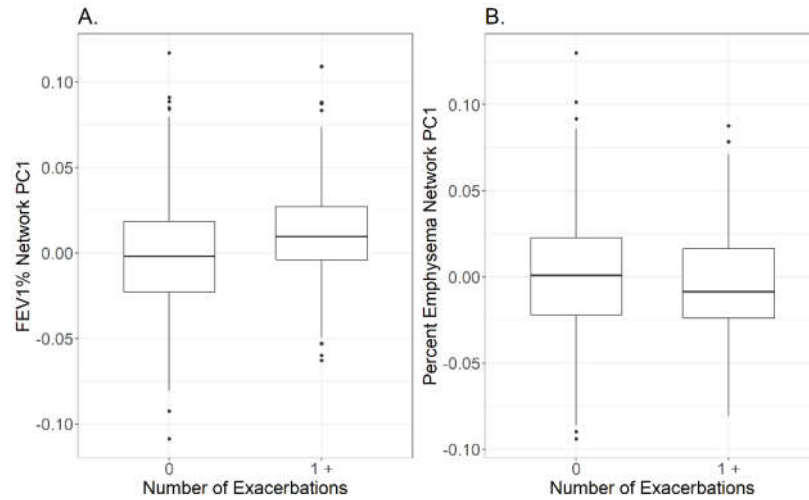 A.
FEV1% Network PC1
0.10
0.05
0.00
-0.05
-0.10
0
1 +
Number of Exacerbations
B.
Percent Emphysema Network PC1
0.10
0.05
0.00
-0.05
-0.10
0
1 +
Number of Exacerbations